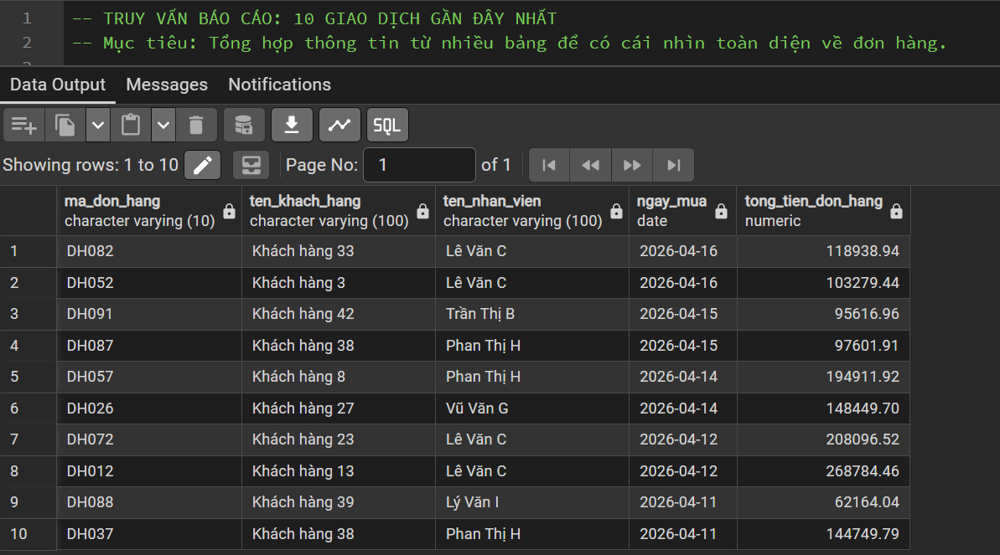 1 -- TRUY VẤN BÁO CÁO: 10 GIAO DỊCH GẦN ĐÂY NHẤT
2 -- Mục tiêu: Tổng hợp thông tin từ nhiều bảng để có cái nhìn toàn diện về đơn hàng.
Data Output Messages Notifications
SQL
Showing rows: 1 to 10 Page No: 1 of 1
ma_don_hang ten_khach_hang ten_nhan_vien ngay_mua tong_tien_don_hang
character varying (10) character varying (100) character varying (100) date numeric
1 DH082 Khách hàng 33 Lê Văn C 2026-04-16 118938.94
2 DH052 Khách hàng 3 Lê Văn C 2026-04-16 103279.44
3 DH091 Khách hàng 42 Trần Thị B 2026-04-15 95616.96
4 DH087 Khách hàng 38 Phan Thị H 2026-04-15 97601.91
5 DH057 Khách hàng 8 Phan Thị H 2026-04-14 194911.92
6 DH026 Khách hàng 27 Vũ Văn G 2026-04-14 148449.70
7 DH072 Khách hàng 23 Lê Văn C 2026-04-12 208096.52
8 DH012 Khách hàng 13 Lê Văn C 2026-04-12 268784.46
9 DH088 Khách hàng 39 Lý Văn I 2026-04-11 62164.04
10 DH037 Khách hàng 38 Phan Thị H 2026-04-11 144749.79